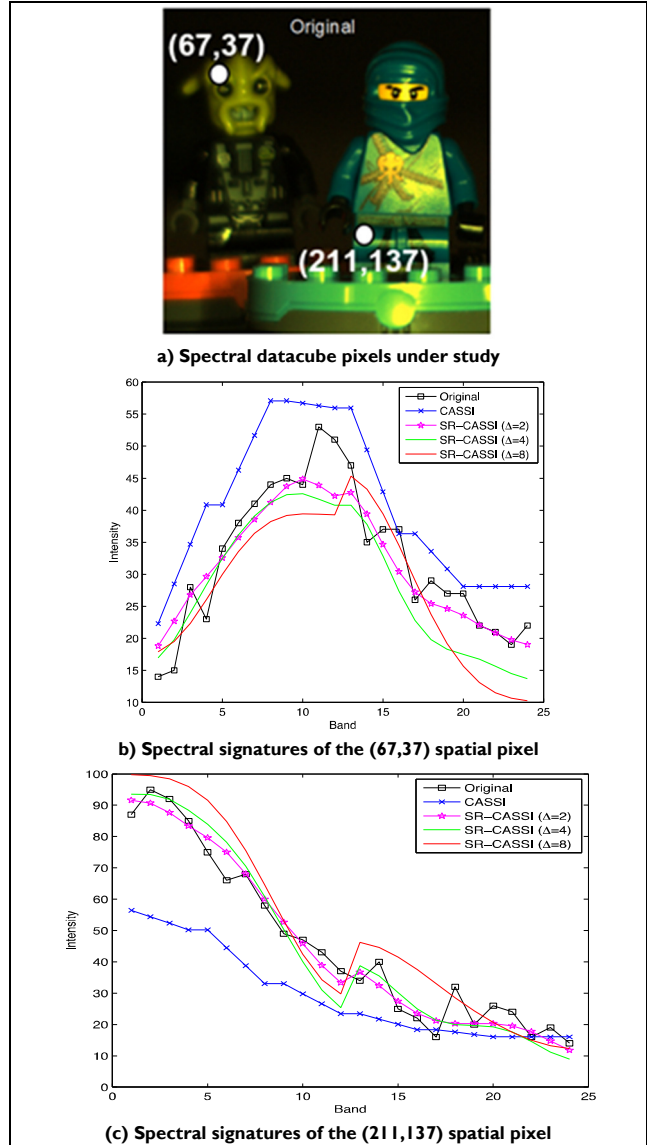 Original
(67,37)
(211,137)
a) Spectral datacube pixels under study
60
55
50
45
40
35
30
25
20
15
10
Intensity
Original
CASSI
SR−CASSI (Δ=2)
SR−CASSI (Δ=4)
SR−CASSI (Δ=8)
0 5 10 15 20 25
Band
b) Spectral signatures of the (67,37) spatial pixel
100
90
80
70
60
50
40
30
20
10
0
Intensity
Original
CASSI
SR−CASSI (Δ=2)
SR−CASSI (Δ=4)
SR−CASSI (Δ=8)
0 5 10 15 20 25
Band
(c) Spectral signatures of the (211,137) spatial pixel